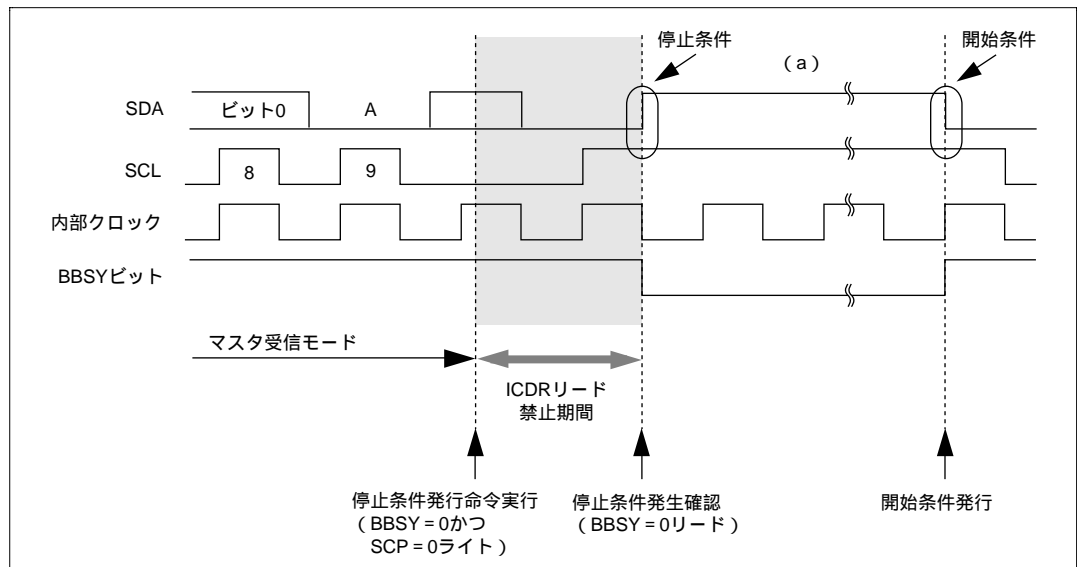 停止条件
(a)
開始条件
SDA
ビット0
A
SCL
8
9
内部クロック
BBSYビット
マスタ受信モード
ICDRリード
禁止期間
停止条件発行命令実行
(BBSY = 0かつ
SCP = 0ライト)
停止条件発生確認
(BBSY = 0リード)
開始条件発行